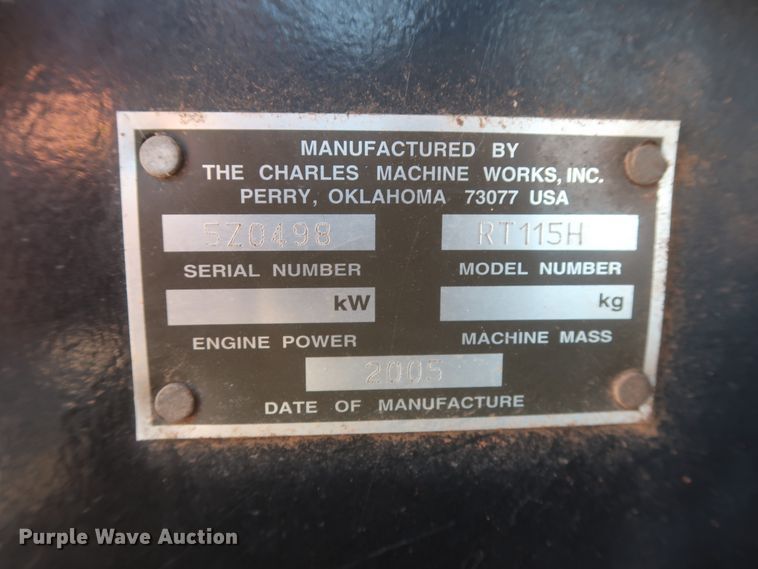 MANUFACTURED BY
THE CHARLES MACHINE WORKS, INC.
PERRY, OKLAHOMA 73077 USA
5Z0498 RT115H
SERIAL NUMBER MODEL NUMBER
kW kg
ENGINE POWER MACHINE MASS
2005
DATE OF MANUFACTURE
Purple Wave Auction®